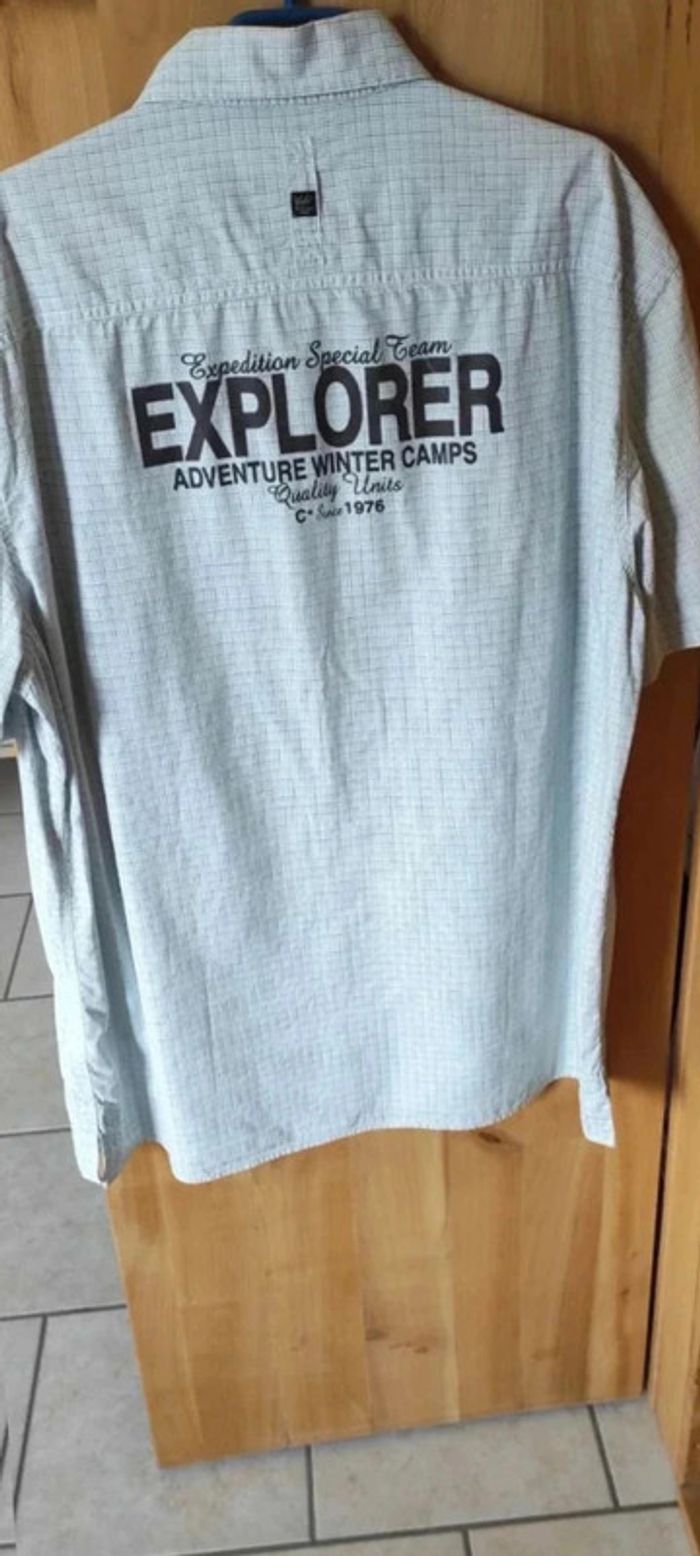 Expedition Special Team
EXPLORER
ADVENTURE WINTER CAMPS
Quality Units
C* Since 1976